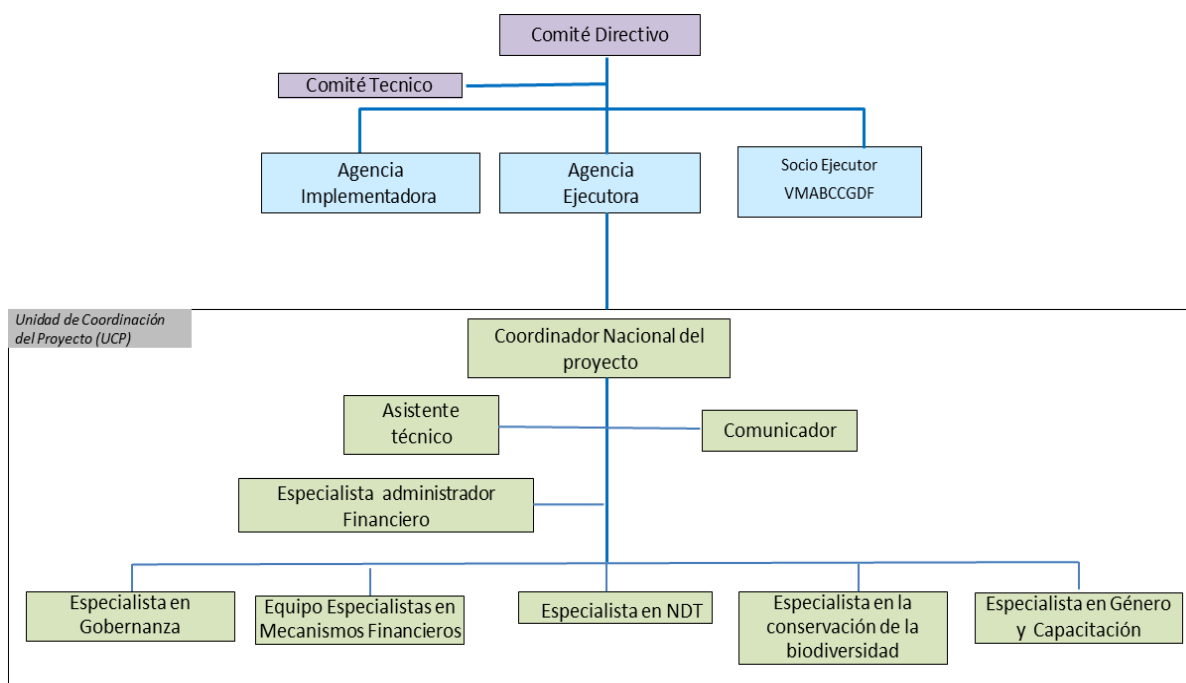 Comité Directivo
Comité Tecnico
Agencia
Implementadora
Agencia
Ejecutora
Socio Ejecutor
VMABCCGDF
Unidad de Coordinación
del Proyecto (UCP)
Coordinador Nacional del
proyecto
Asistente
técnico
Comunicador
Especialista administrador
Financiero
Especialista en
Gobernanza
Equipo Especialistas en
Mecanismos Financieros
Especialista en NDT
Especialista en la
conservación de la
biodiversidad
Especialista en Género
y Capacitación